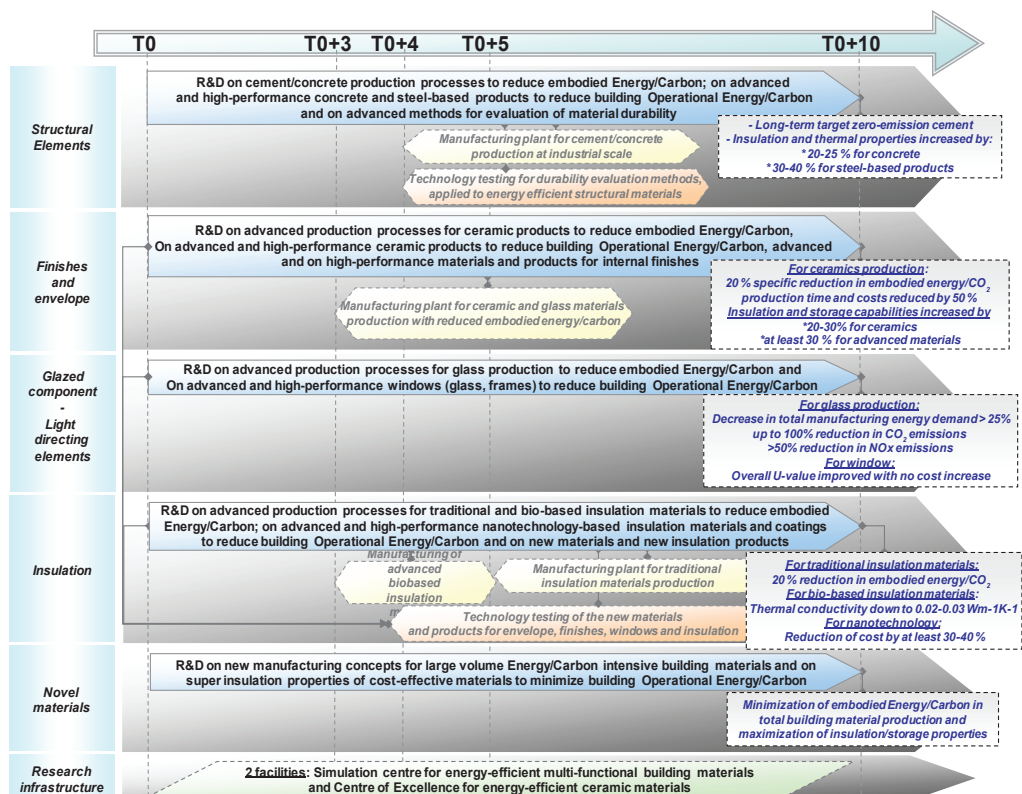 T0 T0+3 T0+4 T0+5 T0+10
Structural
Elements
R&D on cement/concrete production processes to reduce embodied Energy/Carbon; on advanced
and high-performance concrete and steel-based products to reduce building Operational Energy/Carbon
and on advanced methods for evaluation of material durability
Manufacturing plant for cement/concrete
production at industrial scale
Technology testing for durability evaluation methods,
applied to energy efficient structural materials
- Long-term target zero-emission cement
- Insulation and thermal properties increased by:
*20-25 % for concrete
*30-40 % for steel-based products
Finishes
and
envelope
R&D on advanced production processes for ceramic products to reduce embodied Energy/Carbon,
On advanced and high-performance ceramic products to reduce building Operational Energy/Carbon, advanced
and on high-performance materials and products for internal finishes
Manufacturing plant for ceramic and glass materials
production with reduced embodied energy/carbon
For ceramics production:
20 % specific reduction in embodied energy/CO2
production time and costs reduced by 50 %
Insulation and storage capabilities increased by
*20-30% for ceramics
*at least 30 % for advanced materials
Glazed
component
-
Light
directing
elements
R&D on advanced production processes for glass production to reduce embodied Energy/Carbon and
On advanced and high-performance windows (glass, frames) to reduce building Operational Energy/Carbon
For glass production:
Decrease in total manufacturing energy demand > 25%
up to 100% reduction in CO2 emissions
>50% reduction in NOx emissions
For window:
Overall U-value improved with no cost increase
Insulation
R&D on advanced production processes for traditional and bio-based insulation materials to reduce embodied
Energy/Carbon; on advanced and high-performance nanotechnology-based insulation materials and coatings
to reduce building Operational Energy/Carbon and on new materials and new insulation products
Manufacturing of
advanced
biobased
insulation
Manufacturing plant for traditional
insulation materials production
Technology testing of the new materials
and products for envelope, finishes, windows and insulation
For traditional insulation materials:
20 % reduction in embodied energy/CO2
For bio-based insulation materials:
Thermal conductivity down to 0.02-0.03 Wm-1K-1
For nanotechnology:
Reduction of cost by at least 30-40 %
Novel
materials
R&D on new manufacturing concepts for large volume Energy/Carbon intensive building materials and on
super insulation properties of cost-effective materials to minimize building Operational Energy/Carbon
Minimization of embodied Energy/Carbon in
total building material production and
maximization of insulation/storage properties
Research
infrastructure
2 facilities: Simulation centre for energy-efficient multi-functional building materials
and Centre of Excellence for energy-efficient ceramic materials